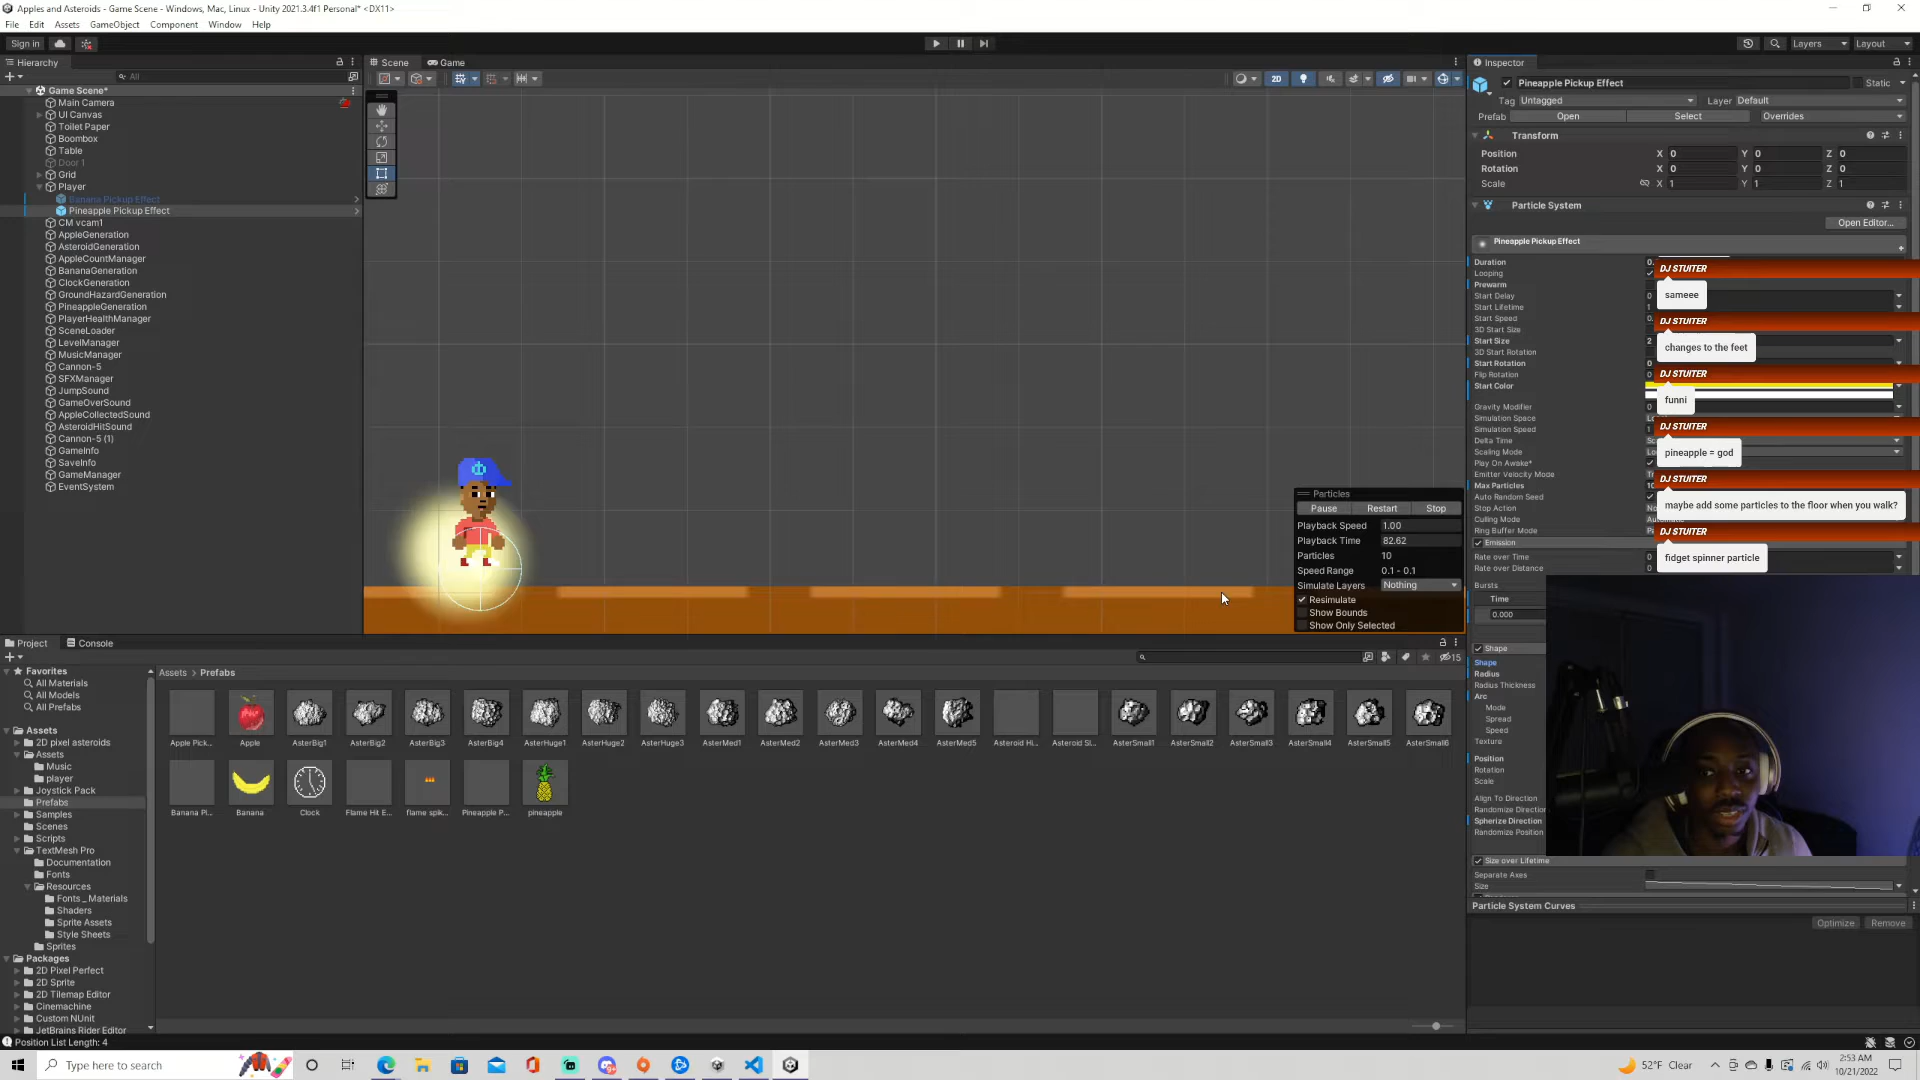 Apples and Asteroids - Game Scene - Windows, Mac, Linux - Unity 2021.3.4f1 Personal* <DX11>
File Edit Assets GameObject Component Window Help
Sign in
Layers Layout
Hierarchy
All
Game Scene*
Main Camera
UI Canvas
Toilet Paper
Boombox
Table
Door 1
Grid
Player
Banana Pickup Effect
Pineapple Pickup Effect
CM vcam1
AppleGeneration
AsteroidGeneration
AppleCountManager
BananaGeneration
ClockGeneration
GroundHazardGeneration
PineappleGeneration
PlayerHealthManager
SceneLoader
LevelManager
MusicManager
Cannon-5
SFXManager
JumpSound
GameOverSound
AppleCollectedSound
AsteroidHitSound
Cannon-5 (1)
GameInfo
SaveInfo
GameManager
EventSystem
Scene Game
2D
Particles
Pause Restart Stop
Playback Speed 1.00
Playback Time 82.62
Particles 10
Speed Range 0.1 - 0.1
Simulate Layers Nothing
Resimulate
Show Bounds
Show Only Selected
Inspector
Pineapple Pickup Effect Static
Tag Untagged Layer Default
Prefab Open Select Overrides
Transform
Position X 0 Y 0 Z 0
Rotation X 0 Y 0 Z 0
Scale X 1 Y 1 Z 1
Particle System
Open Editor...
Pineapple Pickup Effect
Duration 0.
Looping
Prewarm
Start Delay 0
Start Lifetime 1
Start Speed 0.
3D Start Size
Start Size 2
3D Start Rotation
Start Rotation 0
Flip Rotation 0
Start Color
Gravity Modifier 0
Simulation Space
Simulation Speed 1
Delta Time
Scaling Mode
Play On Awake*
Emitter Velocity Mode
Max Particles 10
Auto Random Seed
Stop Action
Culling Mode Automatic
Ring Buffer Mode
Emission
Rate over Time 0
Rate over Distance 0
Bursts
Time
0.000
Shape
Shape
Radius
Radius Thickness
Arc
Mode
Spread
Speed
Texture
Position
Rotation
Scale
Align To Direction
Randomize Direction
Spherize Direction
Randomize Position
Size over Lifetime
Separate Axes
Size
Particle System Curves
Optimize Remove
DJ STUITER
sameee
DJ STUITER
changes to the feet
DJ STUITER
funni
DJ STUITER
pineapple = god
DJ STUITER
maybe add some particles to the floor when you walk?
DJ STUITER
fidget spinner particle
Project Console
15
Favorites
All Materials
All Models
All Prefabs
Assets
2D pixel asteroids
Assets
Music
player
Joystick Pack
Prefabs
Samples
Scenes
Scripts
TextMesh Pro
Documentation
Fonts
Resources
Fonts _ Materials
Shaders
Sprite Assets
Style Sheets
Sprites
Packages
2D Pixel Perfect
2D Sprite
2D Tilemap Editor
Cinemachine
Custom NUnit
JetBrains Rider Editor
Assets > Prefabs
Apple Pick... Apple AsterBig1 AsterBig2 AsterBig3 AsterBig4 AsterHuge1 AsterHuge2 AsterHuge3 AsterMed1 AsterMed2 AsterMed3 AsterMed4 AsterMed5 Asteroid Hi... Asteroid Sl... AsterSmall1 AsterSmall2 AsterSmall3 AsterSmall4 AsterSmall5 AsterSmall6
Banana Pi... Banana Clock Flame Hit E... flame spik... Pineapple P... pineapple
Position List Length: 4
Type here to search
52°F Clear
2:53 AM
10/21/2022